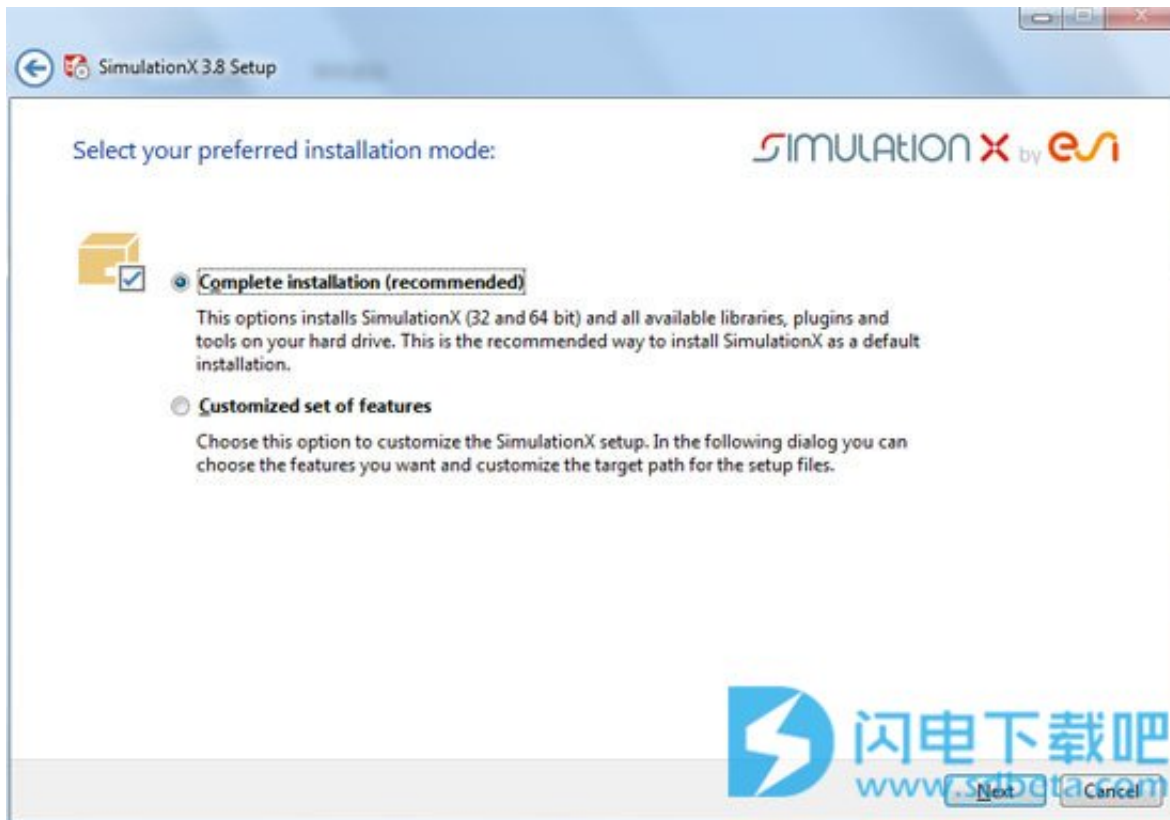 SimulationX 3.8 Setup
Select your preferred installation mode:
SIMULATION X by esi
Complete installation (recommended)
This options installs SimulationX (32 and 64 bit) and all available libraries, plugins and
tools on your hard drive. This is the recommended way to install SimulationX as a default
installation.
Customized set of features
Choose this option to customize the SimulationX setup. In the following dialog you can
choose the features you want and customize the target path for the setup files.
闪电下载吧
www.sdbeta.com
Next
Cancel